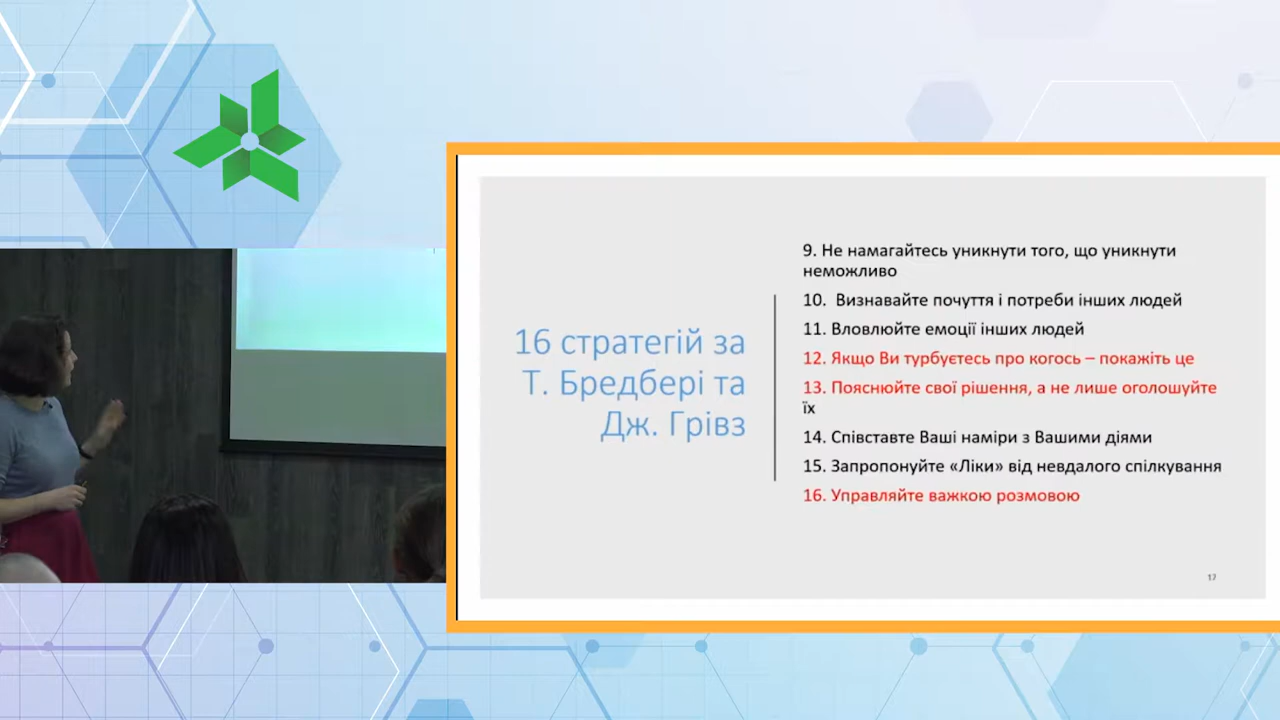 16 стратегій за
Т. Бредбері та
Дж. Грівз
9. Не намагайтесь уникнути того, що уникнути
неможливо
10.  Визнавайте почуття і потреби інших людей
11. Вловлюйте емоції інших людей
12. Якщо Ви турбуєтесь про когось – покажіть це
13. Пояснюйте свої рішення, а не лише оголошуйте
їх
14. Співставте Ваші наміри з Вашими діями
15. Запропонуйте «Ліки» від невдалого спілкування
16. Управляйте важкою розмовою
17